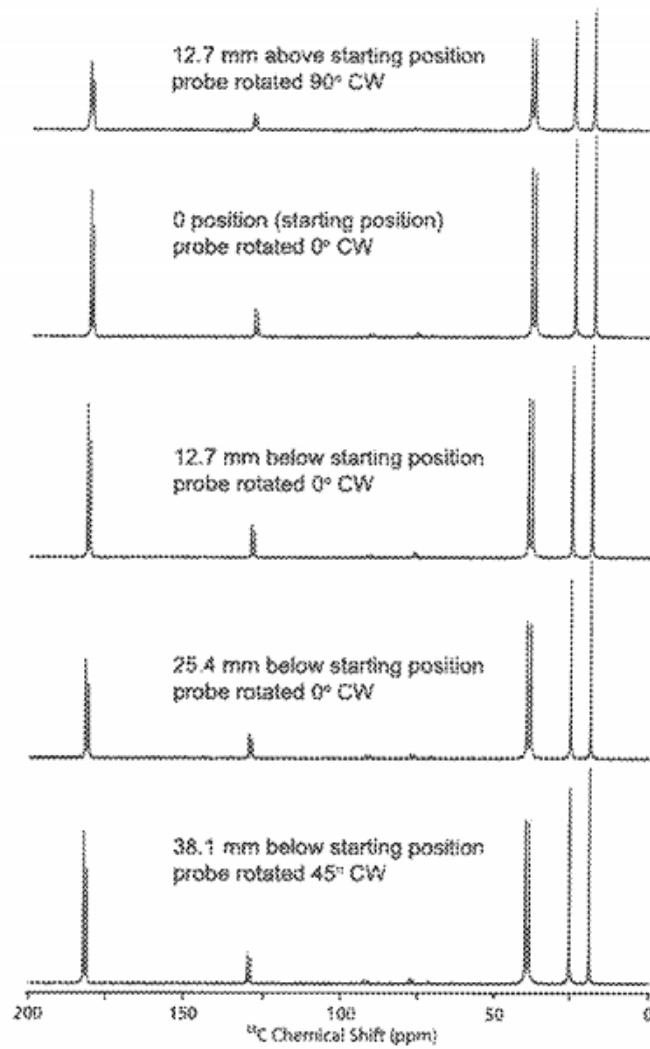 12.7 mm above starting position
probe rotated 90° CW
0 position (starting position)
probe rotated 0° CW
12.7 mm below starting position
probe rotated 0° CW
25.4 mm below starting position
probe rotated 0° CW
38.1 mm below starting position
probe rotated 45° CW
200 150 100 50 0
¹³C Chemical Shift (ppm)